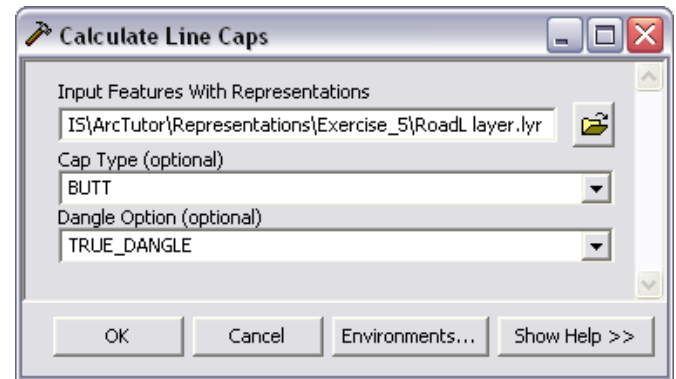 Calculate Line Caps
Input Features With Representations
IS\ArcTutor\Representations\Exercise_5\RoadL layer.lyr
Cap Type (optional)
BUTT
Dangle Option (optional)
TRUE_DANGLE
OK Cancel Environments... Show Help >>